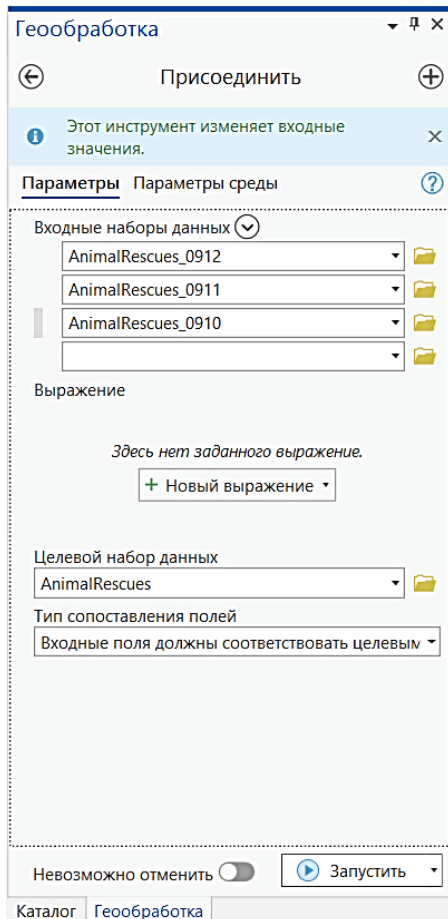 Геообработка
Присоединить
Этот инструмент изменяет входные
значения.
Параметры Параметры среды
Входные наборы данных
AnimalRescues_0912
AnimalRescues_0911
AnimalRescues_0910
Выражение
Здесь нет заданного выражение.
+ Новый выражение
Целевой набор данных
AnimalRescues
Тип сопоставления полей
Входные поля должны соответствовать целевым
Невозможно отменить Запустить
Каталог Геообработка